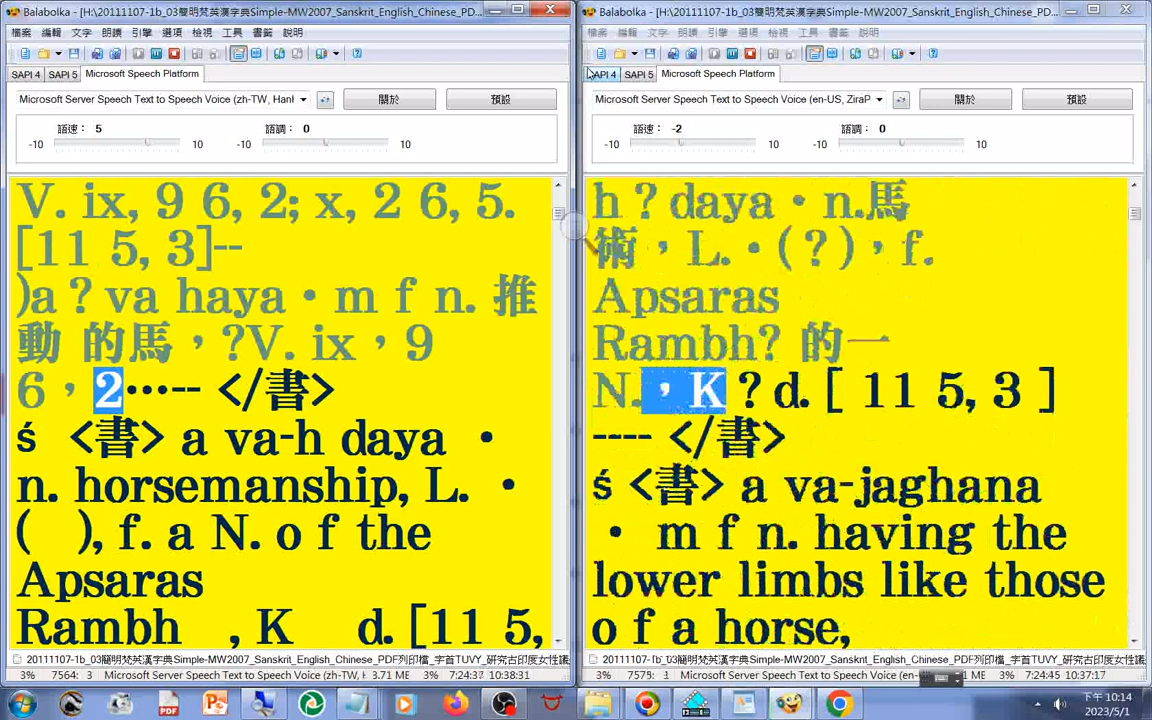 Balabolka - [H:\20111107-1b_03簡明梵英漢字典Simple-MW2007_Sanskrit_English_Chinese_PD...
檔案 編輯 文字 朗讀 引擎 選項 檢視 工具 書籤 說明
SAPI 4 SAPI 5 Microsoft Speech Platform
Microsoft Server Speech Text to Speech Voice (zh-TW, HanH
關於 預設
語速： 5 語調： 0
-10 10 -10 10
V. ix, 9 6, 2; x, 2 6, 5.
[11 5, 3]--
)a ? va haya • m f n. 推
動 的馬，?V. ix，9
6，2…-- </書>
ś <書> a va-h daya •
n. horsemanship, L. •
( ), f. a N. o f the
Apsaras
Rambh , K d. [11 5,
20111107-1b_03簡明梵英漢字典Simple-MW2007_Sanskrit_English_Chinese_PDF列印檔_字首TUVY_研究古印度女性議
3% 7564: 3 Microsoft Server Speech Text to Speech Voice (zh-TW, H 3.71 ME 3% 7:24:37 10:38:31
Balabolka - [H:\20111107-1b_03簡明梵英漢字典Simple-MW2007_Sanskrit_English_Chinese_PD...
檔案 編輯 文字 朗讀 引擎 選項 檢視 工具 書籤 說明
SAPI 4 SAPI 5 Microsoft Speech Platform
Microsoft Server Speech Text to Speech Voice (en-US, ZiraP
關於 預設
語速： -2 語調： 0
-10 10 -10 10
h ? daya • n.馬
術，L. • ( ? )，f.
Apsaras
Rambh? 的一
N.，K ? d. [ 11 5, 3 ]
---- </書>
ś <書> a va-jaghana
• m f n. having the
lower limbs like those
o f a horse,
20111107-1b_03簡明梵英漢字典Simple-MW2007_Sanskrit_English_Chinese_PDF列印檔_字首TUVY_研究古印度女性議
3% 7575: 1 Microsoft Server Speech Text to Speech Voice (en-US 3% 7:24:45 10:37:17
下午 10:14
2023/5/1